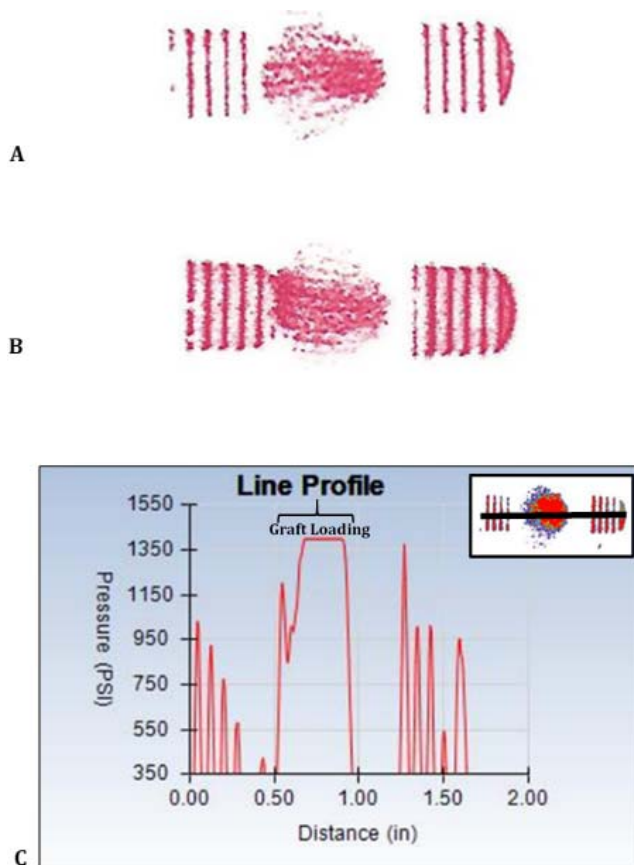 A
B
Line Profile
Graft Loading
Pressure (PSI)
1550
1350
1150
950
750
550
350
0.00 0.50 1.00 1.50 2.00
Distance (in)
C